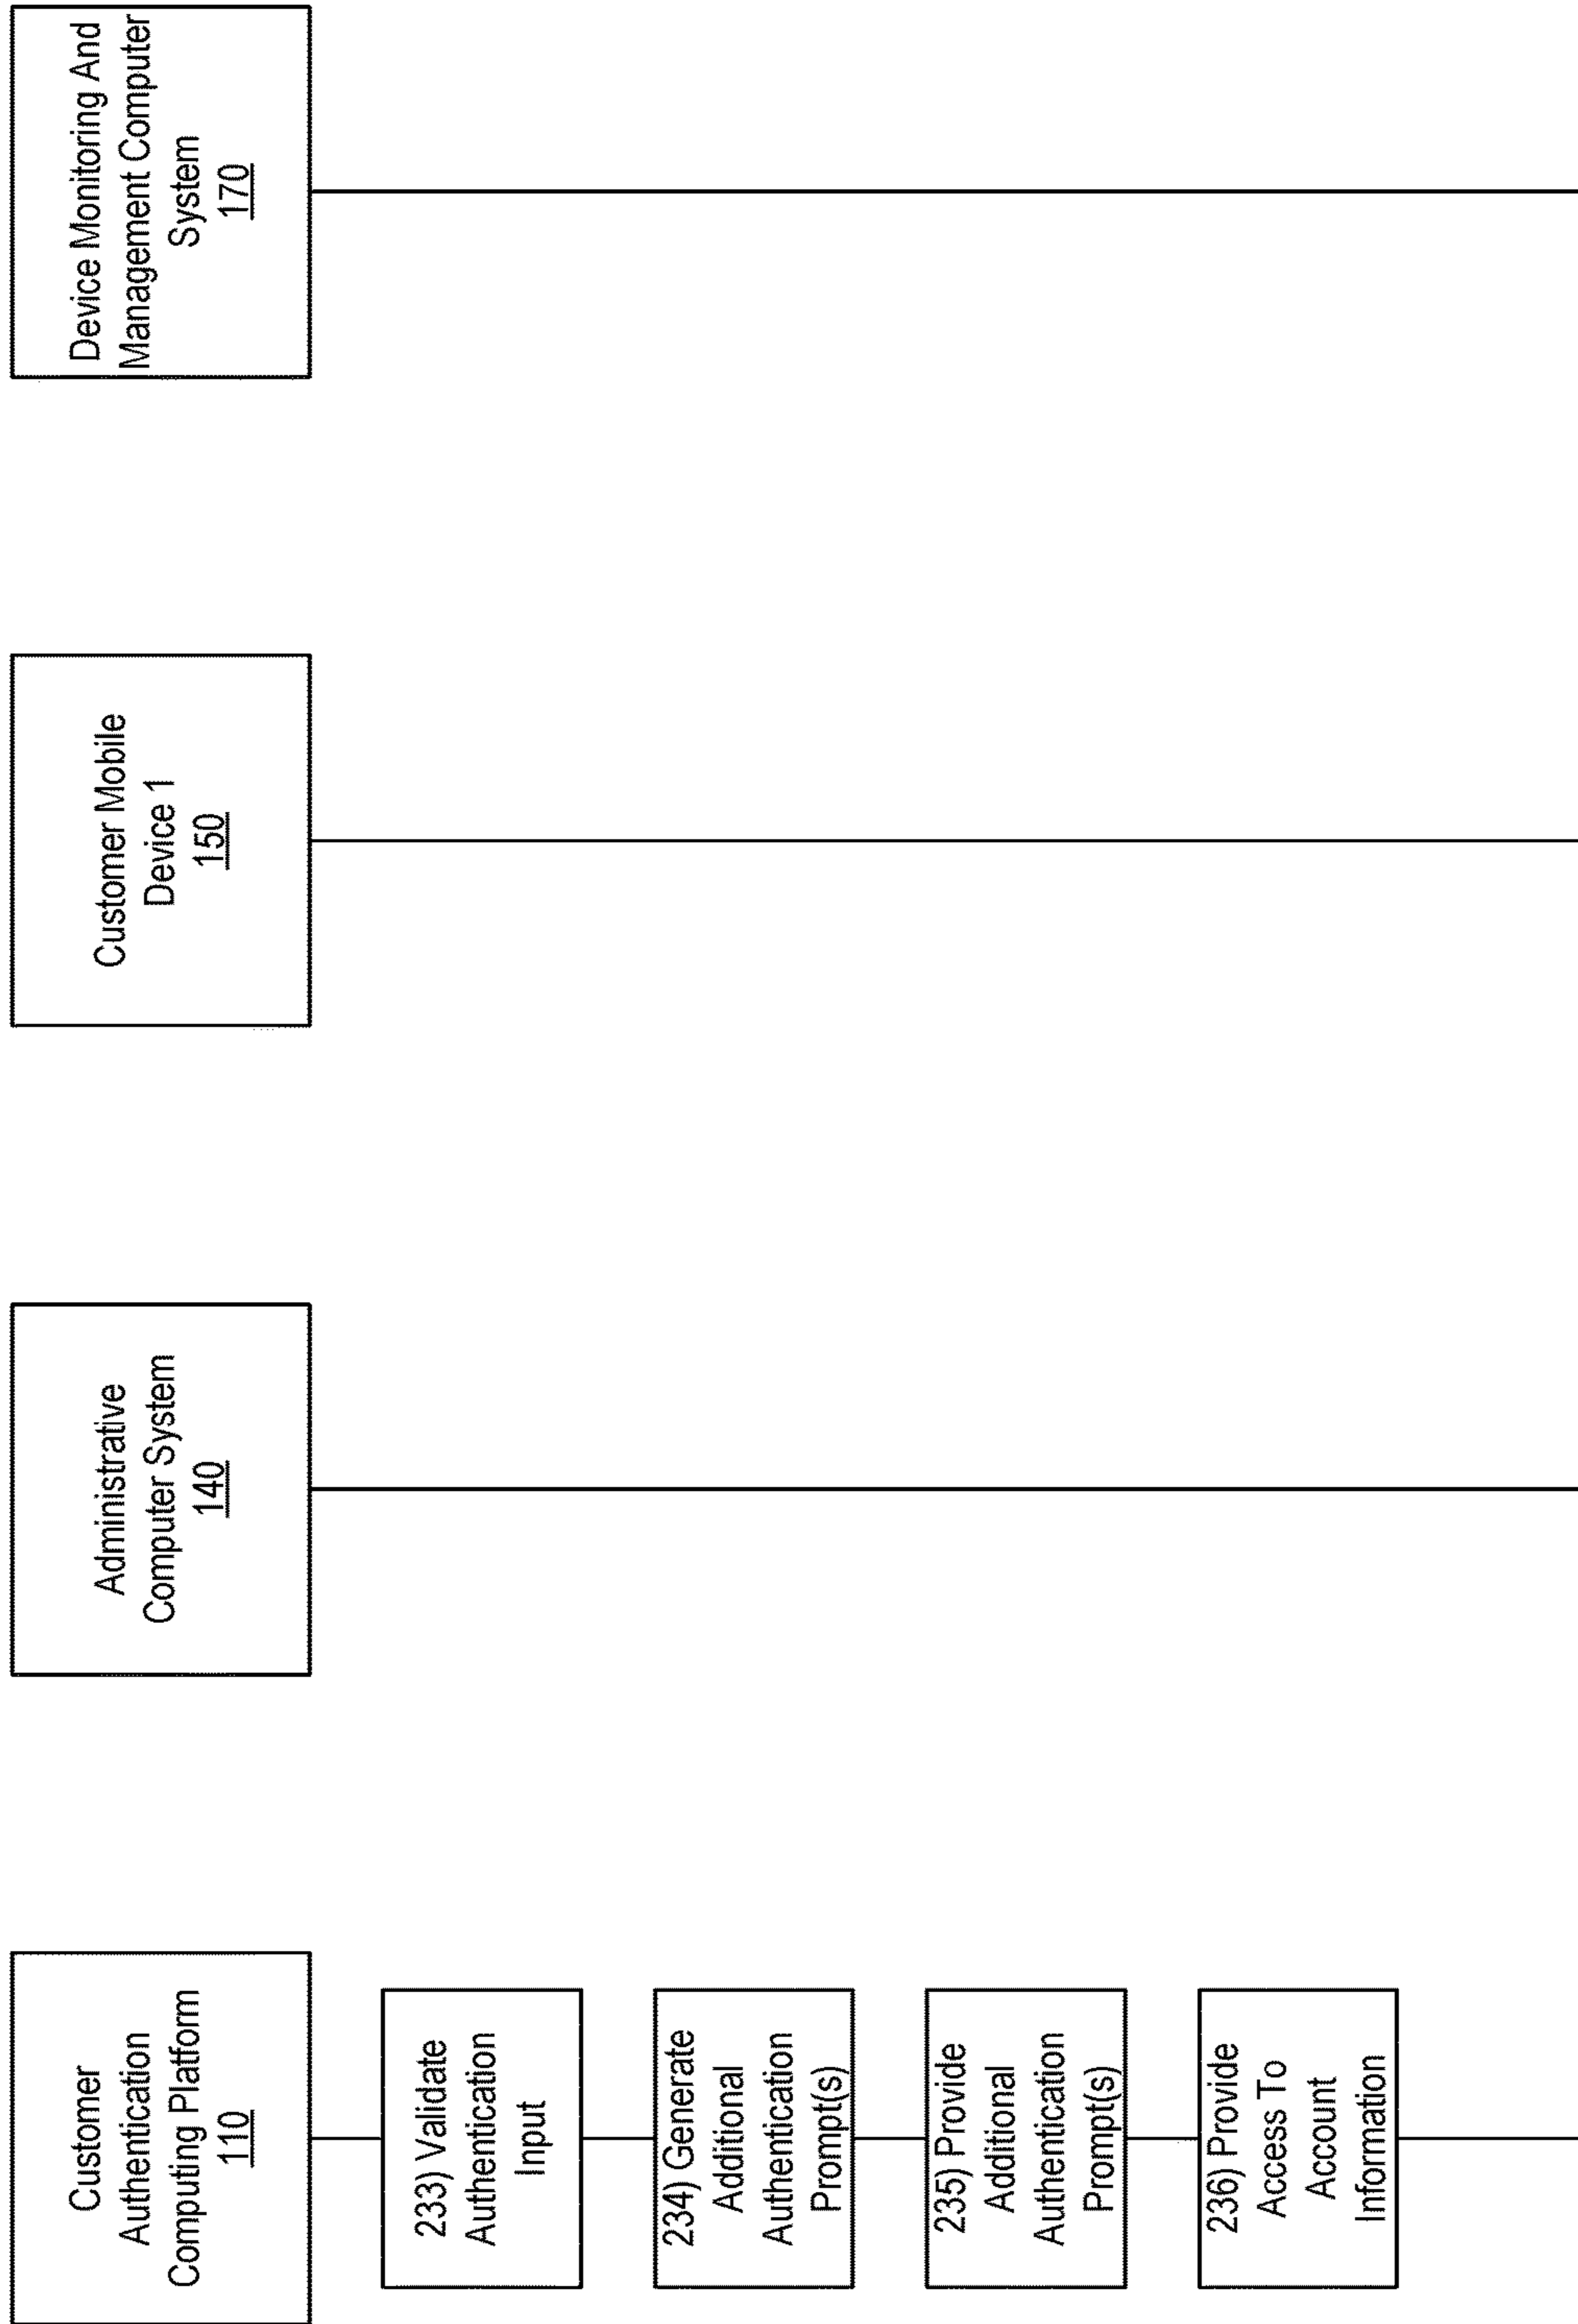 Customer
Authentication
Computing Platform
110
Administrative
Computer System
140
Customer Mobile
Device 1
150
Device Monitoring And
Management Computer
System
170
233) Validate
Authentication
Input
234) Generate
Additional
Authentication
Prompt(s)
235) Provide
Additional
Authentication
Prompt(s)
236) Provide
Access To
Account
Information